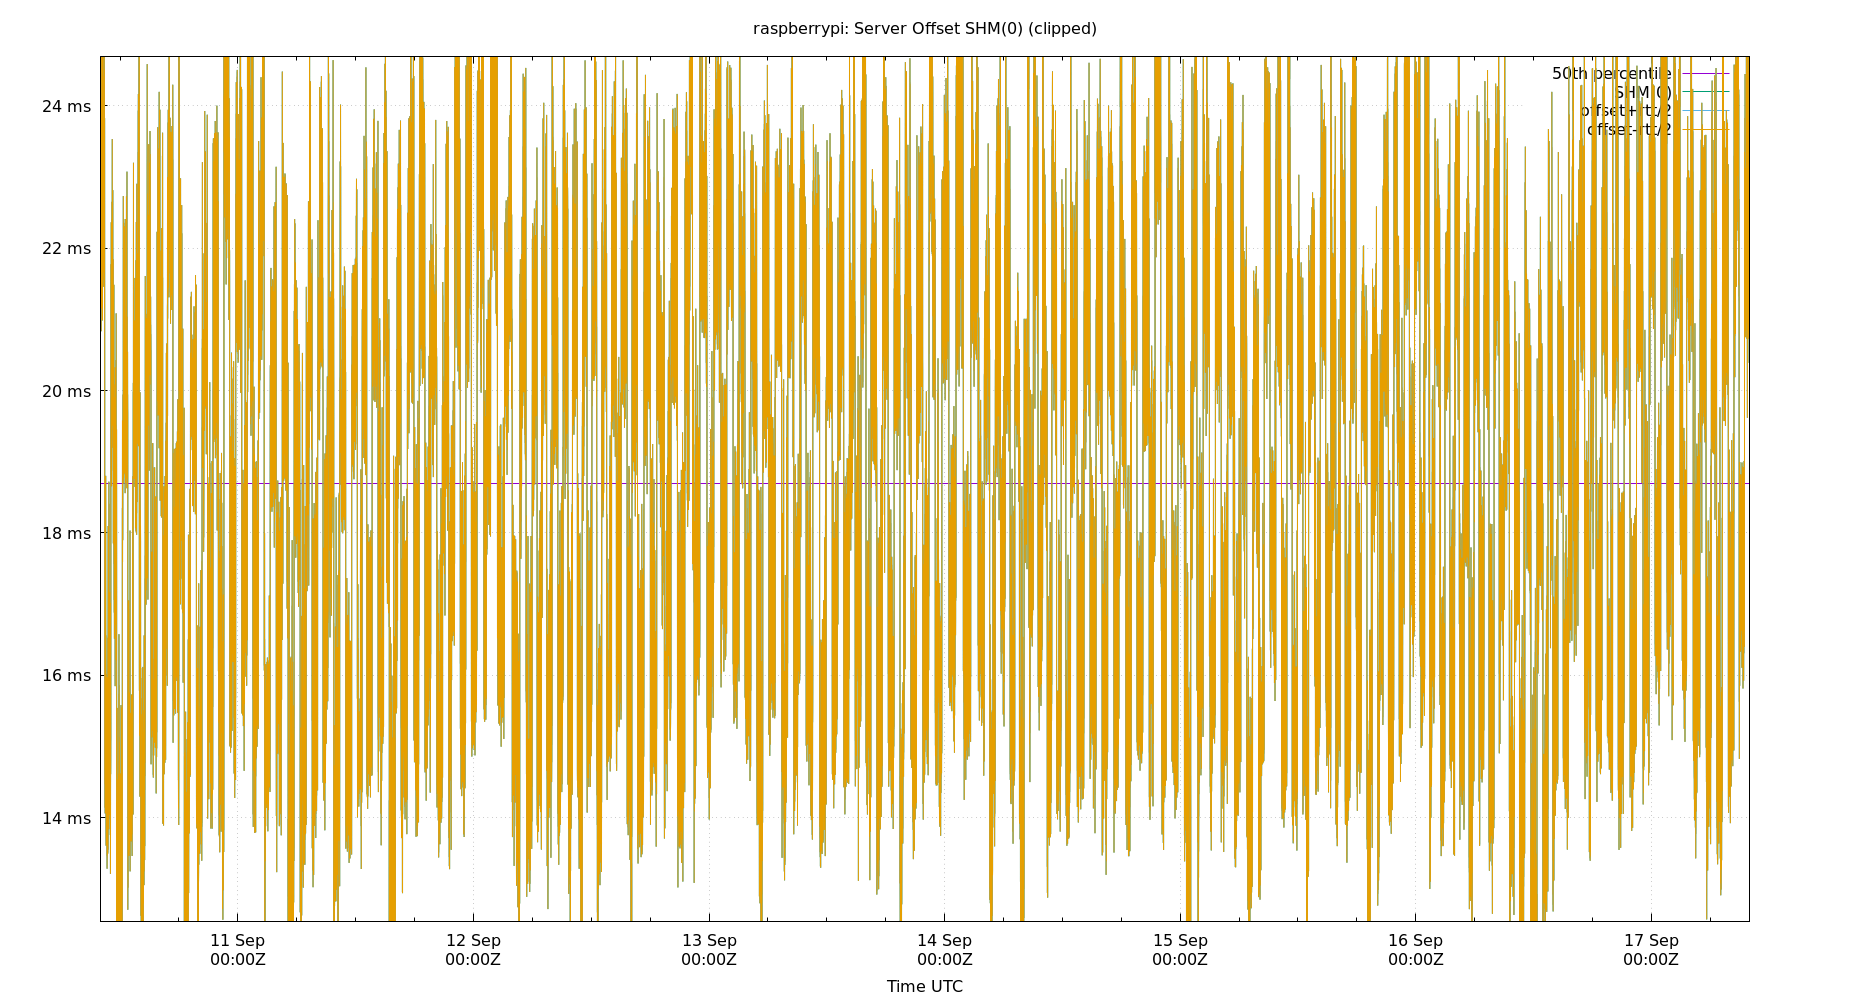 raspberrypi: Server Offset SHM(0) (clipped)
50th percentile
SHM(0)
offset+rtt/2
offset-rtt/2
24 ms
22 ms
20 ms
18 ms
16 ms
14 ms
11 Sep
00:00Z
12 Sep
00:00Z
13 Sep
00:00Z
14 Sep
00:00Z
15 Sep
00:00Z
16 Sep
00:00Z
17 Sep
00:00Z
Time UTC